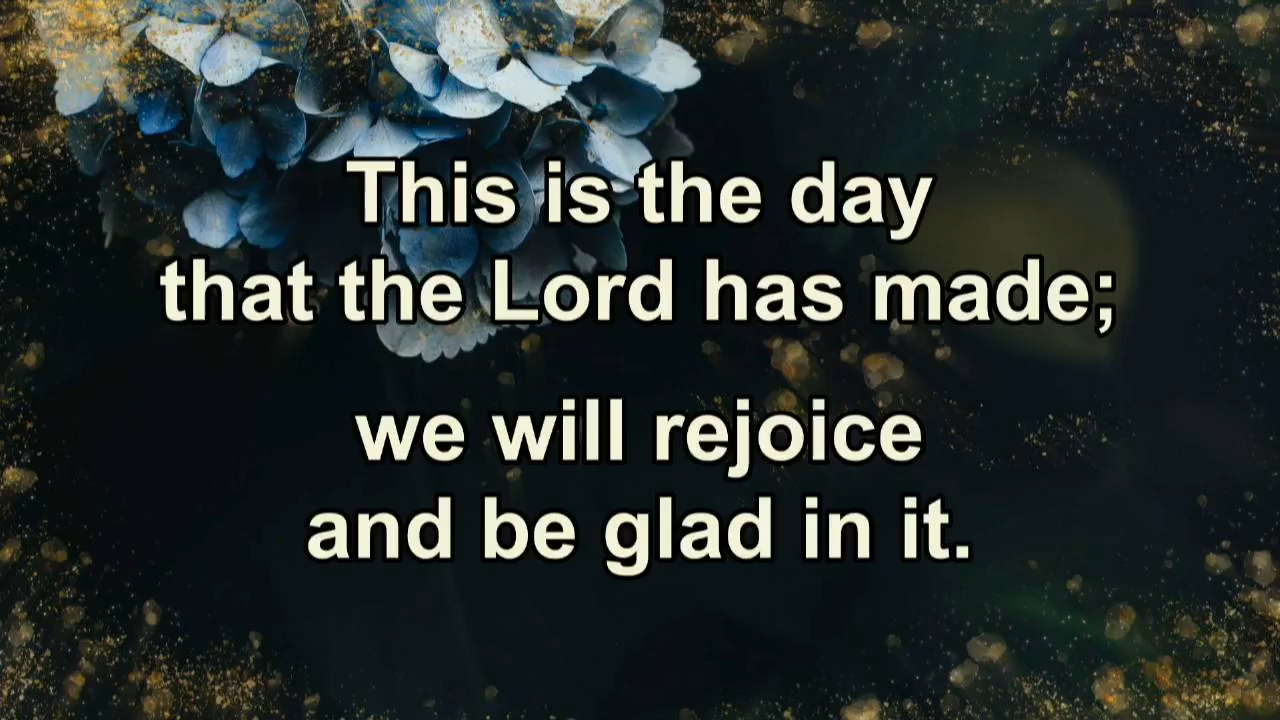 This is the day
that the Lord has made;
we will rejoice
and be glad in it.